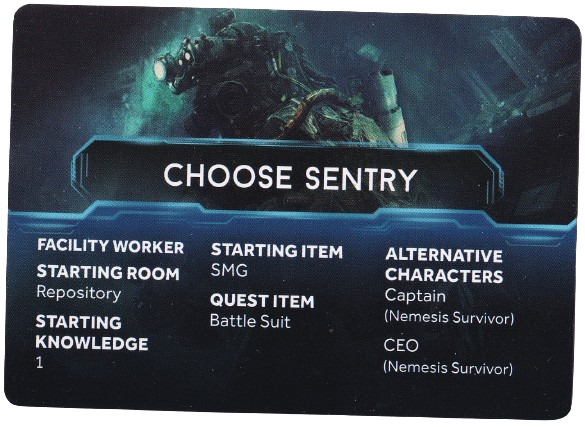 CHOOSE SENTRY
FACILITY WORKER
STARTING ROOM
Repository
STARTING
KNOWLEDGE
1
STARTING ITEM
SMG
QUEST ITEM
Battle Suit
ALTERNATIVE
CHARACTERS
Captain
(Nemesis Survivor)
CEO
(Nemesis Survivor)